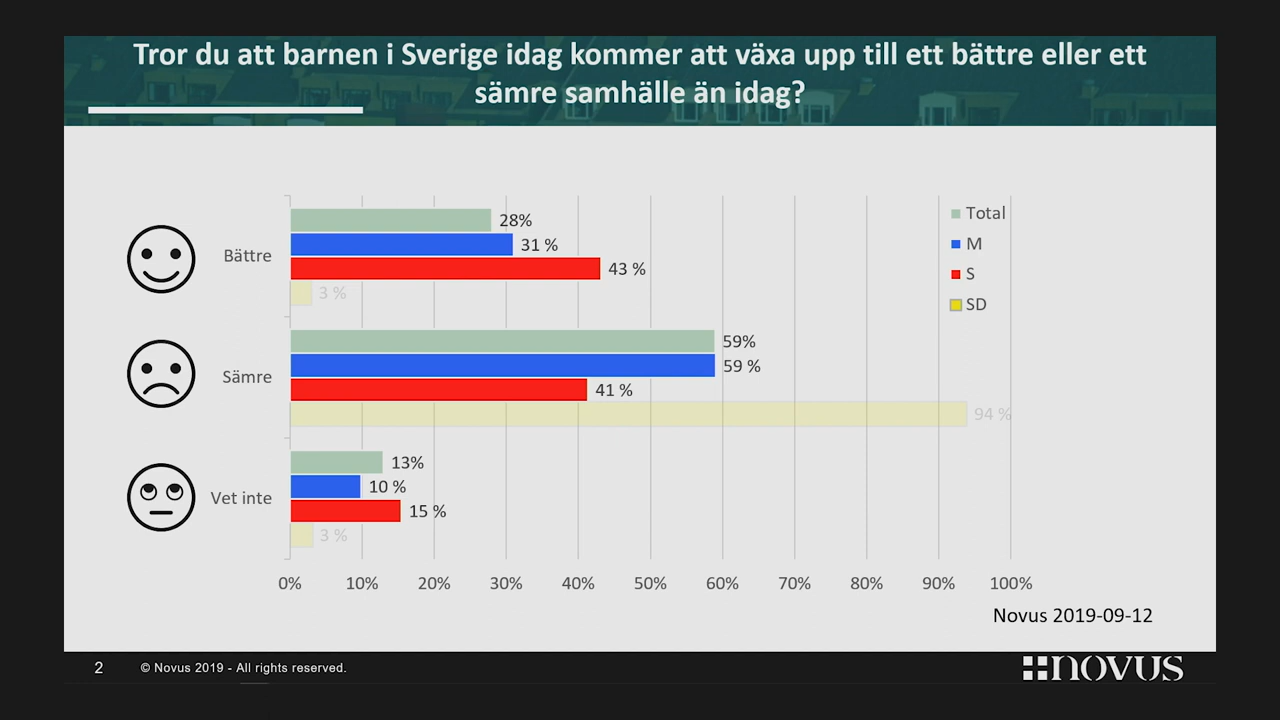 Tror du att barnen i Sverige idag kommer att växa upp till ett bättre eller ett
sämre samhälle än idag?
Total
M
S
SD
Bättre
28%
31 %
43 %
3 %
Sämre
59%
59 %
41 %
94 %
Vet inte
13%
10 %
15 %
3 %
0% 10% 20% 30% 40% 50% 60% 70% 80% 90% 100%
Novus 2019-09-12
2 © Novus 2019 - All rights reserved.
novus